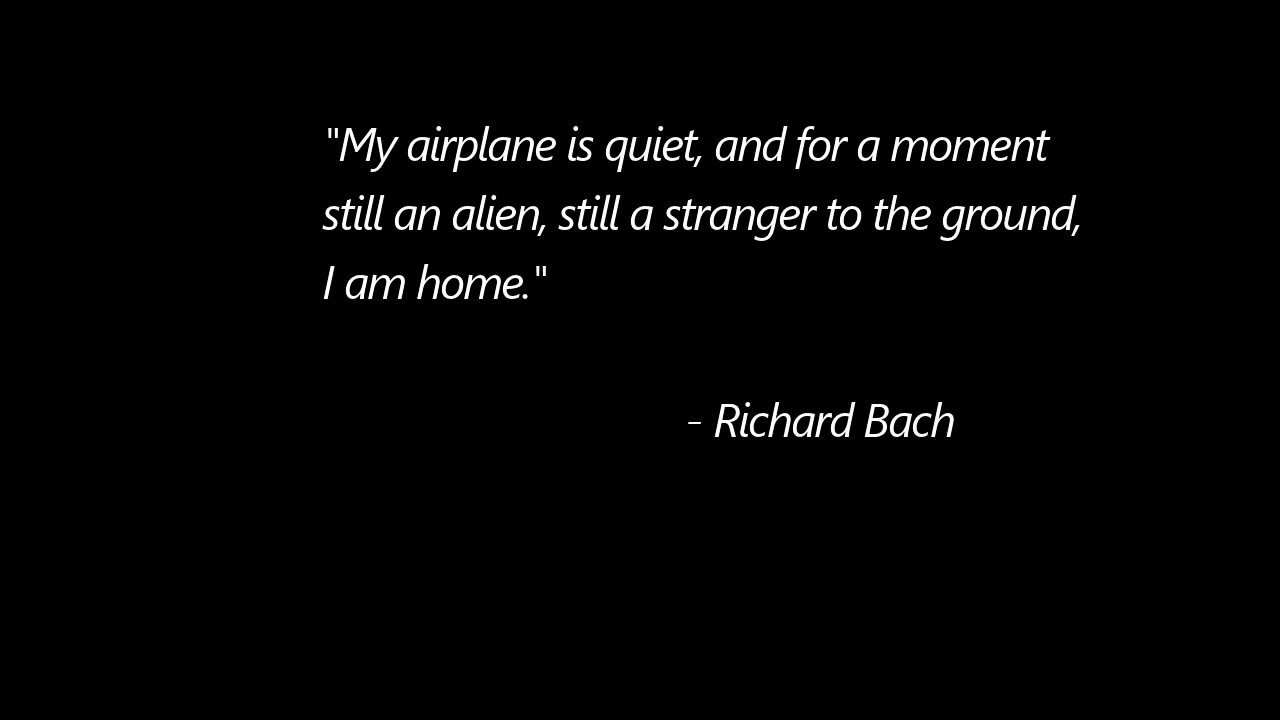 "My airplane is quiet, and for a moment
still an alien, still a stranger to the ground,
I am home."
- Richard Bach